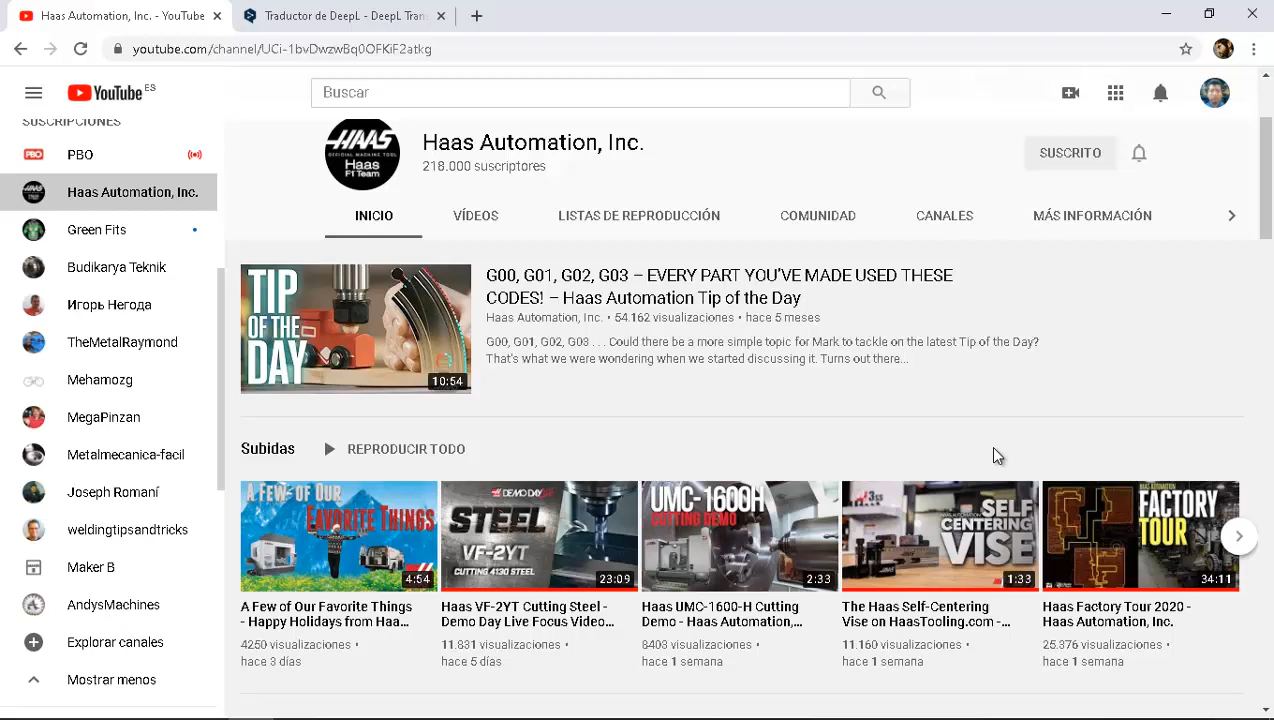 Haas Automation, Inc. - YouTube
Traductor de DeepL - DeepL Tran
youtube.com/channel/UCi-1bvDwzwBq0OFKiF2atkg
YouTube ES
Buscar
SUSCRIPCIONES
PBO
Haas Automation, Inc.
Green Fits
Budikarya Teknik
Игорь Негода
TheMetalRaymond
Mehamozg
MegaPinzan
Metalmecanica-facil
Joseph Romaní
weldingtipsandtricks
Maker B
AndysMachines
Explorar canales
Mostrar menos
HAAS
OFFICIAL MACHINE TOOL
Haas
F1 Team
Haas Automation, Inc.
218.000 suscriptores
SUSCRITO
INICIO VÍDEOS LISTAS DE REPRODUCCIÓN COMUNIDAD CANALES MÁS INFORMACIÓN
TIP
OF THE
DAY
10:54
G00, G01, G02, G03 – EVERY PART YOU'VE MADE USED THESE
CODES! – Haas Automation Tip of the Day
Haas Automation, Inc. • 54.162 visualizaciones • hace 5 meses
G00, G01, G02, G03 . . . Could there be a more simple topic for Mark to tackle on the latest Tip of the Day?
That's what we were wondering when we started discussing it. Turns out there...
Subidas
REPRODUCIR TODO
A FEW OF OUR
FAVORITE THINGS
4:54
A Few of Our Favorite Things
- Happy Holidays from Haa...
4250 visualizaciones •
hace 3 días
DEMO DAY
STEEL
VF-2YT
CUTTING 4130 STEEL
23:09
Haas VF-2YT Cutting Steel -
Demo Day Live Focus Video...
11.831 visualizaciones •
hace 5 días
UMC-1600H
CUTTING DEMO
2:33
Haas UMC-1600-H Cutting
Demo - Haas Automation,...
8403 visualizaciones •
hace 1 semana
SELF
CENTERING
VISE
1:33
The Haas Self-Centering
Vise on HaasTooling.com -...
11.160 visualizaciones •
hace 1 semana
HAAS AUTOMATION
FACTORY
TOUR
34:11
Haas Factory Tour 2020 -
Haas Automation, Inc.
25.376 visualizaciones •
hace 1 semana